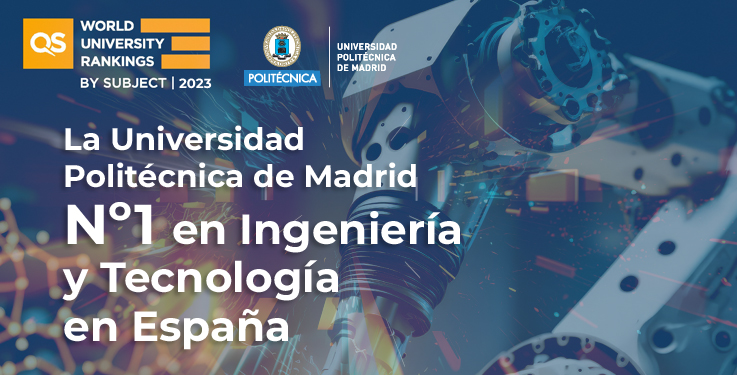 QS
WORLD
UNIVERSITY
RANKINGS
BY SUBJECT | 2023
POLITÉCNICA
UNIVERSIDAD
POLITÉCNICA
DE MADRID
La Universidad
Politécnica de Madrid
Nº1 en Ingeniería
y Tecnología
en España